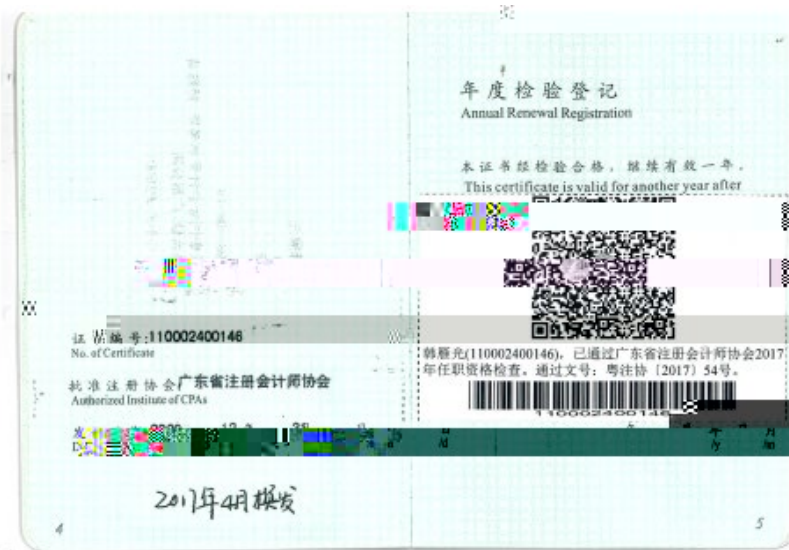 证书编号:110002400146
No. of Certificate
批准注册协会广东省注册会计师协会
Authorized Institute of CPAs
2017年4月换发
4
年度检验登记
Annual Renewal Registration
本证书经检验合格，继续有效一年。
This certificate is valid for another year after
韩雁光(110002400146)，已通过广东省注册会计师协会2017
年任职资格检查。通过文号：粤注协〔2017〕54号。
110002400146
5